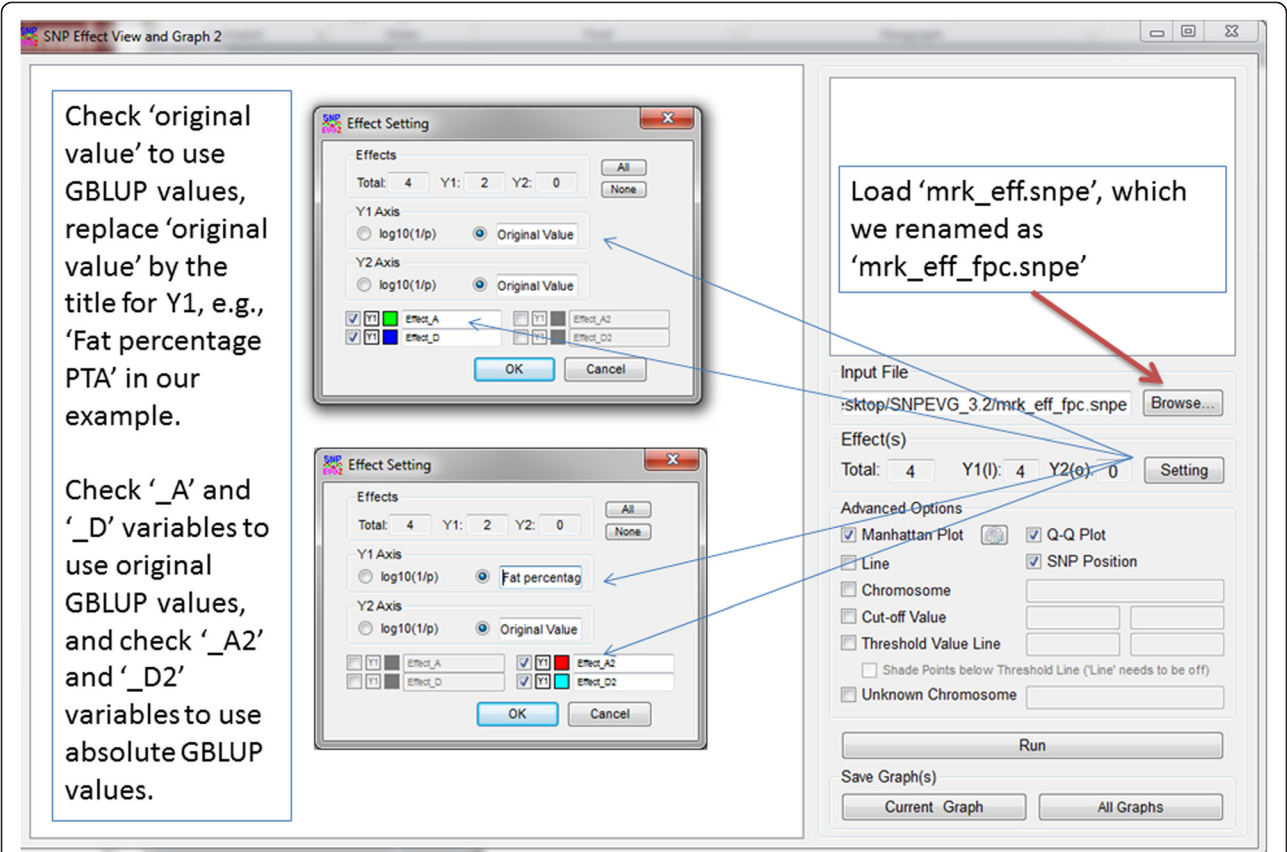 SNP Effect View and Graph 2
Check ‘original
value’ to use
GBLUP values,
replace ‘original
value’ by the
title for Y1, e.g.,
‘Fat percentage
PTA’ in our
example.
Check ‘_A’ and
‘_D’ variables to
use original
GBLUP values,
and check ‘_A2’
and ‘_D2’
variables to use
absolute GBLUP
values.
Effect Setting
Effects
Total: 4 Y1: 2 Y2: 0
All
None
Y1 Axis
log10(1/p) Original Value
Y2 Axis
log10(1/p) Original Value
Y1 Effect_A Y1 Effect_A2
Y1 Effect_D Y1 Effect_D2
OK Cancel
Effect Setting
Effects
Total: 4 Y1: 2 Y2: 0
All
None
Y1 Axis
log10(1/p) Fat percentag
Y2 Axis
log10(1/p) Original Value
Y1 Effect_A Y1 Effect_A2
Y1 Effect_D Y1 Effect_D2
OK Cancel
Load ‘mrk_eff.snpe’, which
we renamed as
‘mrk_eff_fpc.snpe’
Input File
sktop/SNPEVG_3.2/mrk_eff_fpc.snpe Browse...
Effect(s)
Total: 4 Y1(l): 4 Y2(o): 0 Setting
Advanced Options
Manhattan Plot Q-Q Plot
Line SNP Position
Chromosome
Cut-off Value
Threshold Value Line
Shade Points below Threshold Line ('Line' needs to be off)
Unknown Chromosome
Run
Save Graph(s)
Current Graph All Graphs